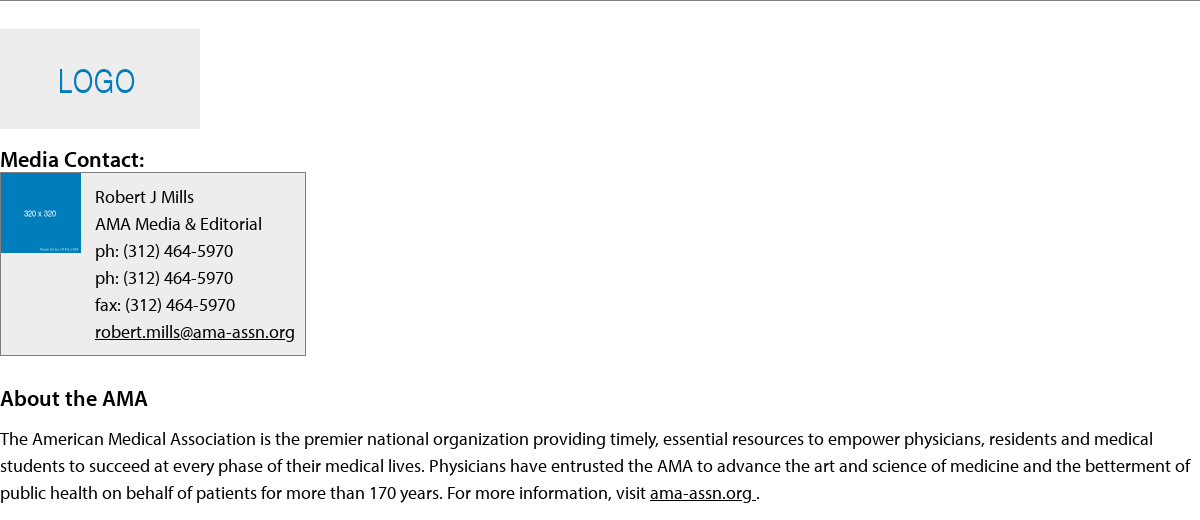 LOGO
Media Contact:
320 x 320
Robert J Mills
AMA Media & Editorial
ph: (312) 464-5970
ph: (312) 464-5970
fax: (312) 464-5970
robert.mills@ama-assn.org
About the AMA
The American Medical Association is the premier national organization providing timely, essential resources to empower physicians, residents and medical
students to succeed at every phase of their medical lives. Physicians have entrusted the AMA to advance the art and science of medicine and the betterment of
public health on behalf of patients for more than 170 years. For more information, visit ama-assn.org .